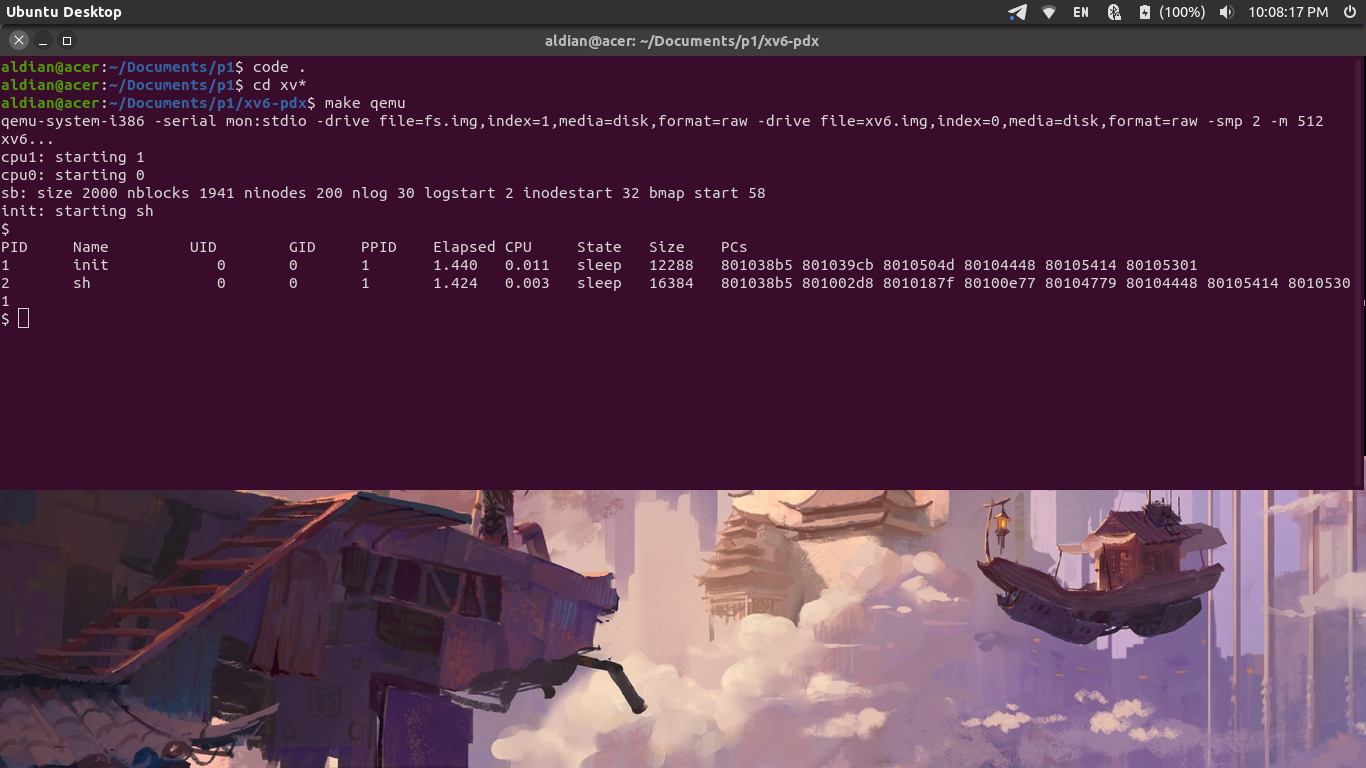 Ubuntu Desktop EN (100%) 10:08:17 PM
aldian@acer: ~/Documents/p1/xv6-pdx
aldian@acer:~/Documents/p1$ code .
aldian@acer:~/Documents/p1$ cd xv*
aldian@acer:~/Documents/p1/xv6-pdx$ make qemu
qemu-system-i386 -serial mon:stdio -drive file=fs.img,index=1,media=disk,format=raw -drive file=xv6.img,index=0,media=disk,format=raw -smp 2 -m 512
xv6...
cpu1: starting 1
cpu0: starting 0
sb: size 2000 nblocks 1941 ninodes 200 nlog 30 logstart 2 inodestart 32 bmap start 58
init: starting sh
$
PID Name UID GID PPID Elapsed CPU State Size PCs
1 init 0 0 1 1.440 0.011 sleep 12288 801038b5 801039cb 8010504d 80104448 80105414 80105301
2 sh 0 0 1 1.424 0.003 sleep 16384 801038b5 801002d8 8010187f 80100e77 80104779 80104448 80105414 8010530
1
$